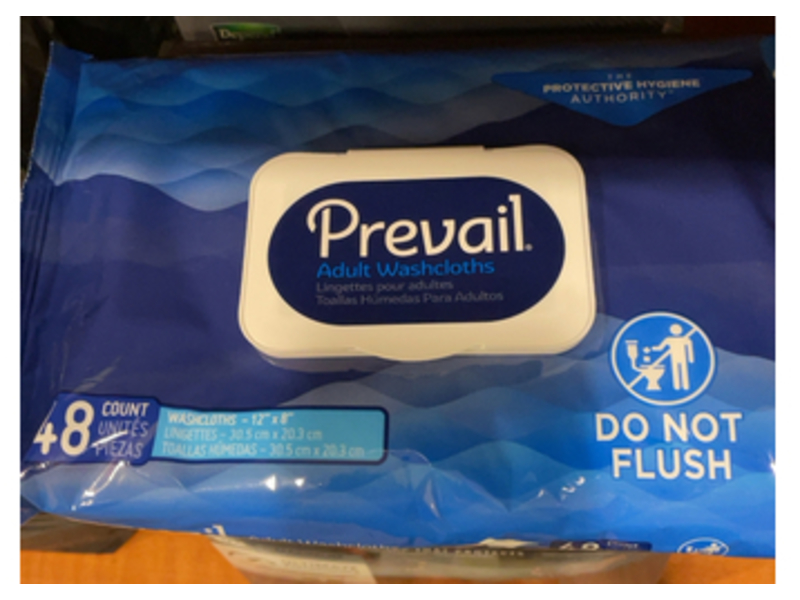 THE
PROTECTIVE HYGIENE
AUTHORITY
Prevail.
Adult Washcloths
Lingettes pour adultes
Toallas Húmedas Para Adultos
48 COUNT
UNITÉS
PIEZAS
WASHCLOTHS – 12" x 8"
LINGETTES – 30.5 cm x 20.3 cm
TOALLAS HÚMEDAS – 30.5 cm x 20.3 cm
DO NOT
FLUSH
Adult Washcloths